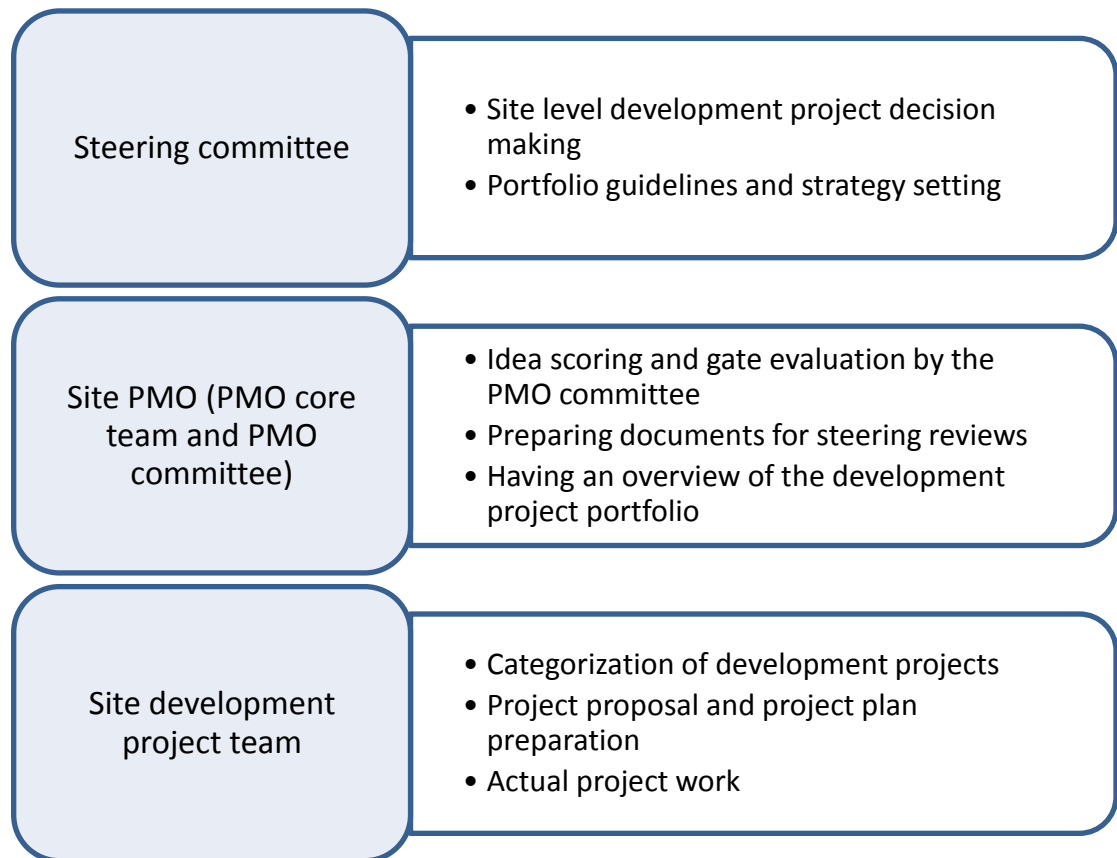 Steering committee
• Site level development project decision
making
• Portfolio guidelines and strategy setting
Site PMO (PMO core
team and PMO
committee)
• Idea scoring and gate evaluation by the
PMO committee
• Preparing documents for steering reviews
• Having an overview of the development
project portfolio
Site development
project team
• Categorization of development projects
• Project proposal and project plan
preparation
• Actual project work